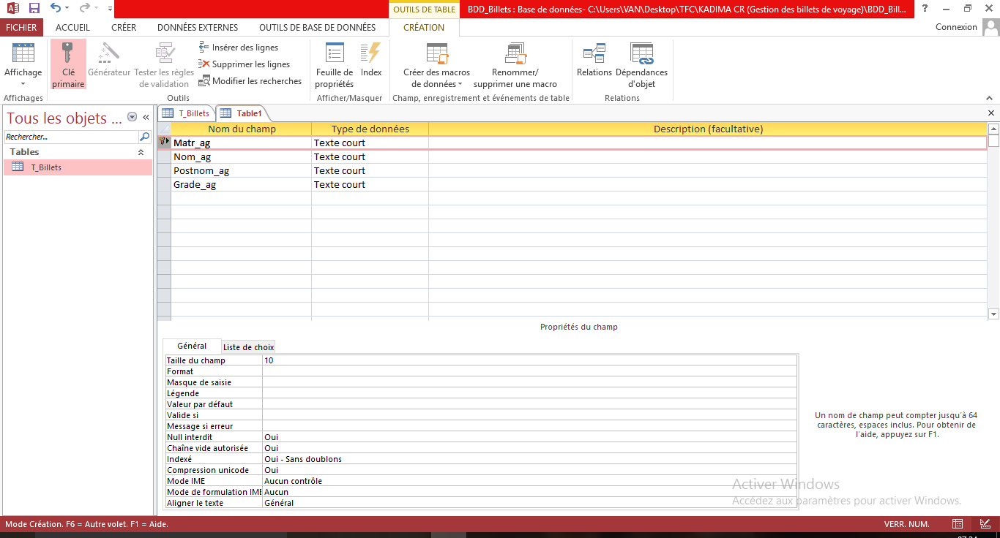 OUTILS DE TABLE
BDD_Billets : Base de données- C:\Users\VAN\Desktop\TFC\KADIMA CR (Gestion des billets de voyage)\BDD_Bill...
?
FICHIER ACCUEIL CRÉER DONNÉES EXTERNES OUTILS DE BASE DE DONNÉES CRÉATION Connexion
Affichage
Clé primaire
Générateur
Tester les règles de validation
Insérer des lignes
Supprimer les lignes
Modifier les recherches
Feuille de propriétés
Index
Créer des macros de données
Renommer/ supprimer une macro
Relations
Dépendances d'objet
Affichages Outils Afficher/Masquer Champ, enregistrement et événements de table Relations
Tous les objets ... «
Rechercher...
Tables
T_Billets
T_Billets Table1
Nom du champ Type de données Description (facultative)
Matr_ag Texte court
Nom_ag Texte court
Postnom_ag Texte court
Grade_ag Texte court
Propriétés du champ
Général Liste de choix
Taille du champ 10
Format
Masque de saisie
Légende
Valeur par défaut
Valide si
Message si erreur
Null interdit Oui
Chaîne vide autorisée Oui
Indexé Oui - Sans doublons
Compression unicode Oui
Mode IME Aucun contrôle
Mode de formulation IME Aucun
Aligner le texte Général
Un nom de champ peut compter jusqu'à 64
caractères, espaces inclus. Pour obtenir de
l'aide, appuyez sur F1.
Activer Windows
Accédez aux paramètres pour activer Windows.
Mode Création. F6 = Autre volet. F1 = Aide. VERR. NUM.